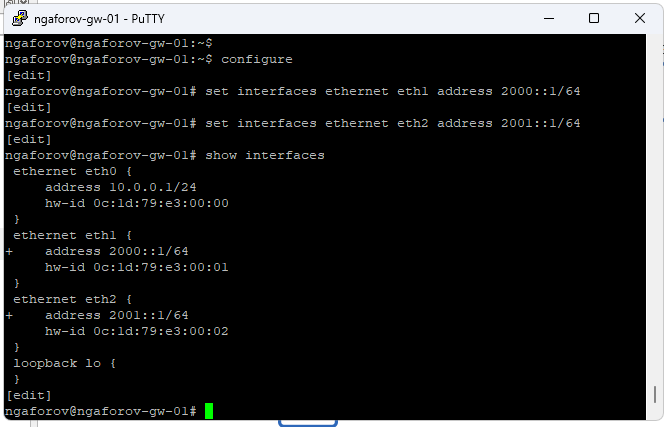 ngaforov-gw-01 - PuTTY
ngaforov@ngaforov-gw-01:~$
ngaforov@ngaforov-gw-01:~$ configure
[edit]
ngaforov@ngaforov-gw-01# set interfaces ethernet eth1 address 2000::1/64
[edit]
ngaforov@ngaforov-gw-01# set interfaces ethernet eth2 address 2001::1/64
[edit]
ngaforov@ngaforov-gw-01# show interfaces
 ethernet eth0 {
     address 10.0.0.1/24
     hw-id 0c:1d:79:e3:00:00
 }
 ethernet eth1 {
+    address 2000::1/64
     hw-id 0c:1d:79:e3:00:01
 }
 ethernet eth2 {
+    address 2001::1/64
     hw-id 0c:1d:79:e3:00:02
 }
 loopback lo {
 }
[edit]
ngaforov@ngaforov-gw-01#